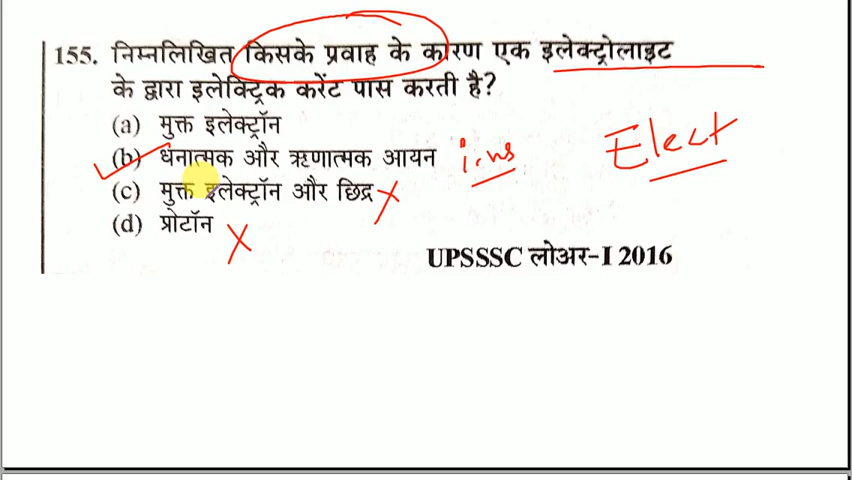 155. निम्नलिखित किसके प्रवाह के कारण एक इलेक्ट्रोलाइट
के द्वारा इलेक्ट्रिक करेंट पास करती है?
(a) मुक्त इलेक्ट्रॉन
(b) धनात्मक और ऋणात्मक आयन ions
(c) मुक्त इलेक्ट्रॉन और छिद्र
(d) प्रोटॉन
Elect
UPSSSC लोअर-I 2016